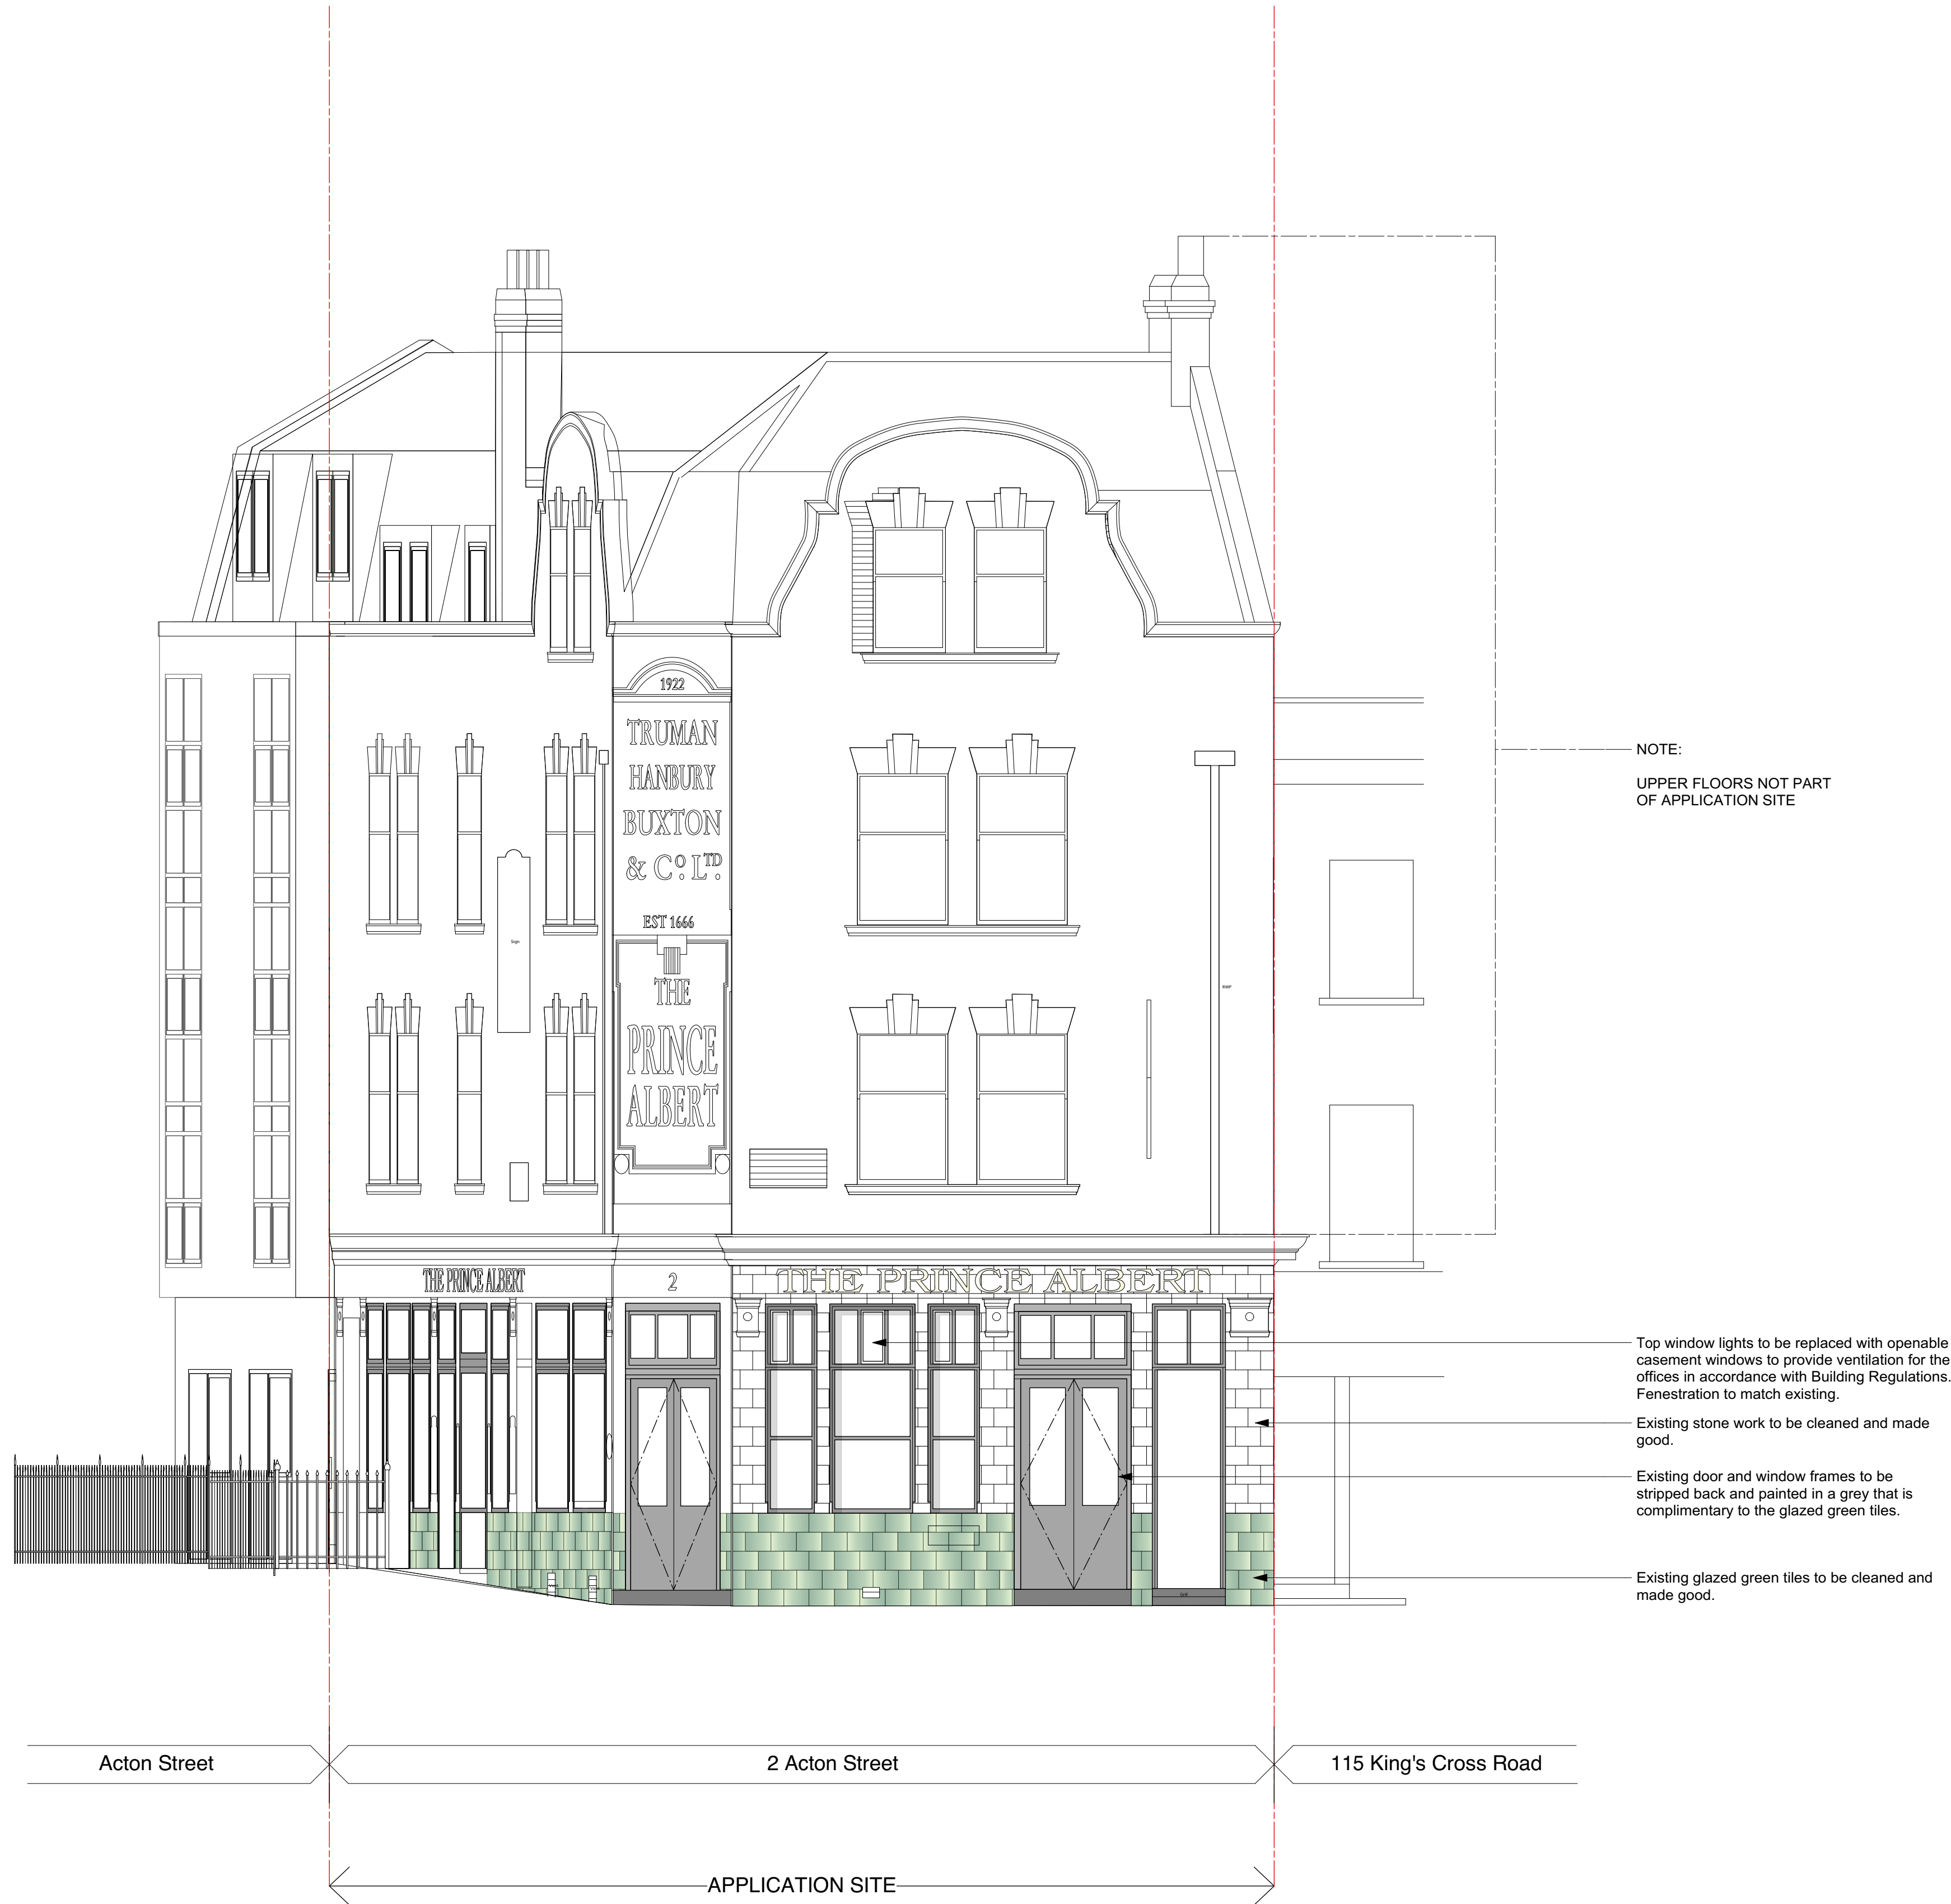 1922
TRUMAN
HANBURY
BUXTON
& Cº. LTD.
EST 1666
Sign
THE
PRINCE
ALBERT
RWP
NOTE:
UPPER FLOORS NOT PART
OF APPLICATION SITE
THE PRINCE ALBERT
2
THE PRINCE ALBERT
Top window lights to be replaced with openable
casement windows to provide ventilation for the
offices in accordance with Building Regulations.
Fenestration to match existing.
Existing stone work to be cleaned and made
good.
Existing door and window frames to be
stripped back and painted in a grey that is
complimentary to the glazed green tiles.
Existing glazed green tiles to be cleaned and
made good.
Acton Street
2 Acton Street
115 King's Cross Road
APPLICATION SITE